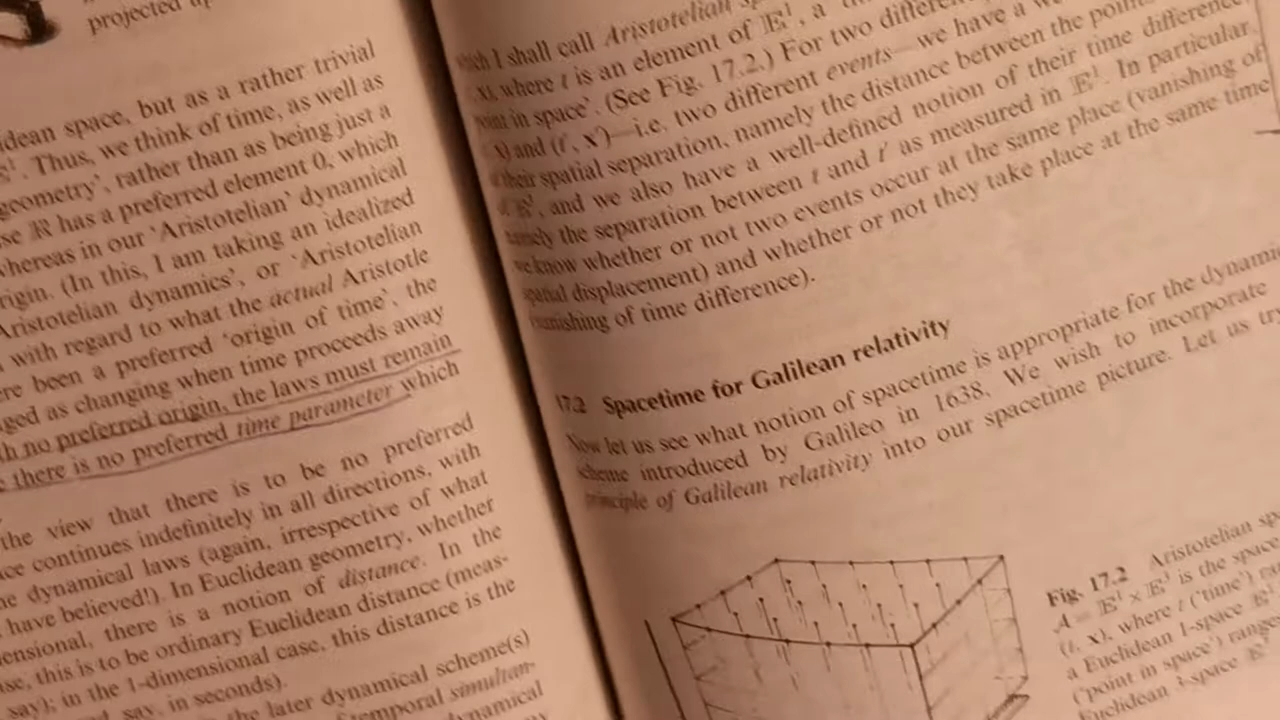 projected up
idean space, but as a rather trivial
Thus, we think of time, as well as
geometry', rather than as being just a
se ℝ has a preferred element 0, which
whereas in our 'Aristotelian' dynamical
rigin. (In this, I am taking an idealized
Aristotelian dynamics', or 'Aristotelian
with regard to what the actual Aristotle
ere been a preferred 'origin of time', the
ged as changing when time proceeds away
th no preferred origin, the laws must remain
there is no preferred time parameter which
the view that there is to be no preferred
ce continues indefinitely in all directions, with
e dynamical laws (again, irrespective of what
have believed!). In Euclidean geometry, whether
ensional, there is a notion of distance. In the
se, this is to be ordinary Euclidean distance (meas-
say); in the 1-dimensional case, this distance is the
say, in seconds).
the later dynamical scheme(s)
temporal simultan-
dynamical
which I shall call Aristotelian
x), where t is an element of 𝔼¹, a
point in space'. (See Fig. 17.2.) For two different
x) and (t′, x′)—i.e. two different events—we have a
their spatial separation, namely the distance between the points
of 𝔼³, and we also have a well-defined notion of their time difference
namely the separation between t and t′ as measured in 𝔼¹. In particular,
we know whether or not two events occur at the same place (vanishing of
spatial displacement) and whether or not they take place at the same time
(vanishing of time difference).
17.2 Spacetime for Galilean relativity
Now let us see what notion of spacetime is appropriate for the dynami
scheme introduced by Galileo in 1638. We wish to incorporate
principle of Galilean relativity into our spacetime picture. Let us try
Fig. 17.2 Aristotelian sp
A = 𝔼¹ × 𝔼³ is the space
(t, x), where t ('time') ra
a Euclidean 1-space 𝔼¹
('point in space') ranges
Euclidean 3-space 𝔼³